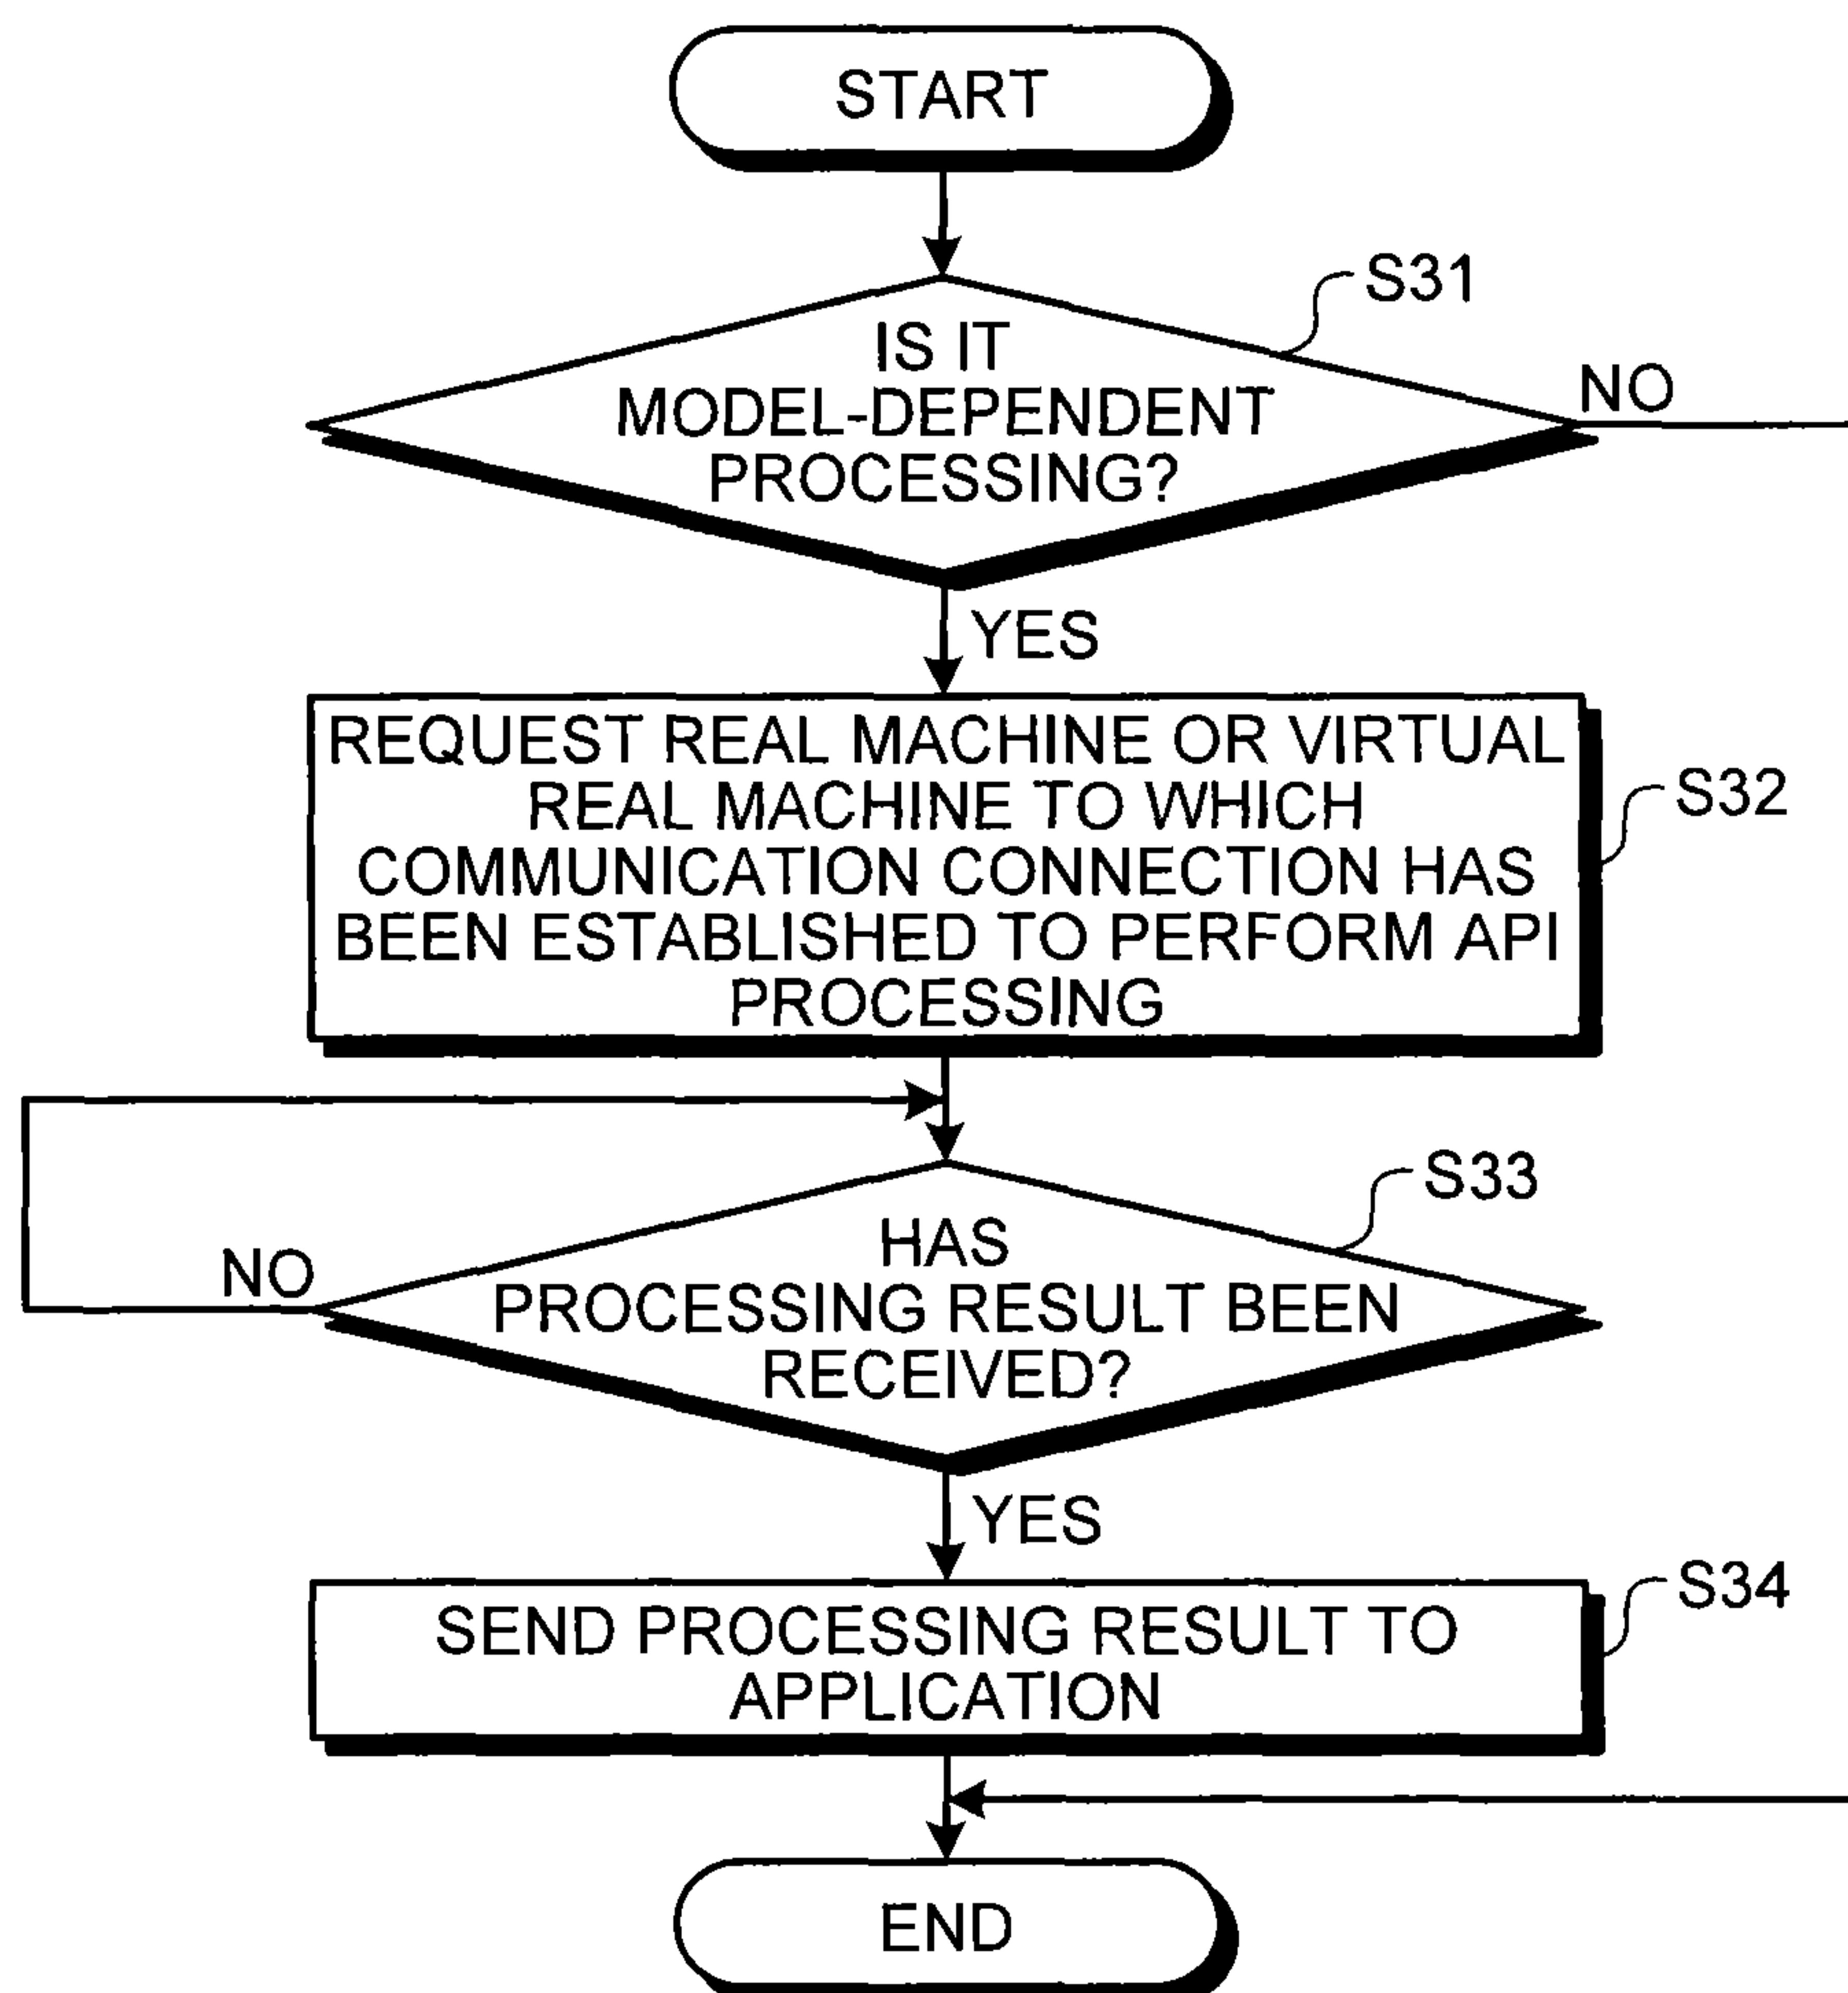 START
S31
IS IT
MODEL-DEPENDENT
PROCESSING?
NO
YES
REQUEST REAL MACHINE OR VIRTUAL
REAL MACHINE TO WHICH
COMMUNICATION CONNECTION HAS
BEEN ESTABLISHED TO PERFORM API
PROCESSING
S32
S33
HAS
PROCESSING RESULT BEEN
RECEIVED?
NO
YES
S34
SEND PROCESSING RESULT TO
APPLICATION
END